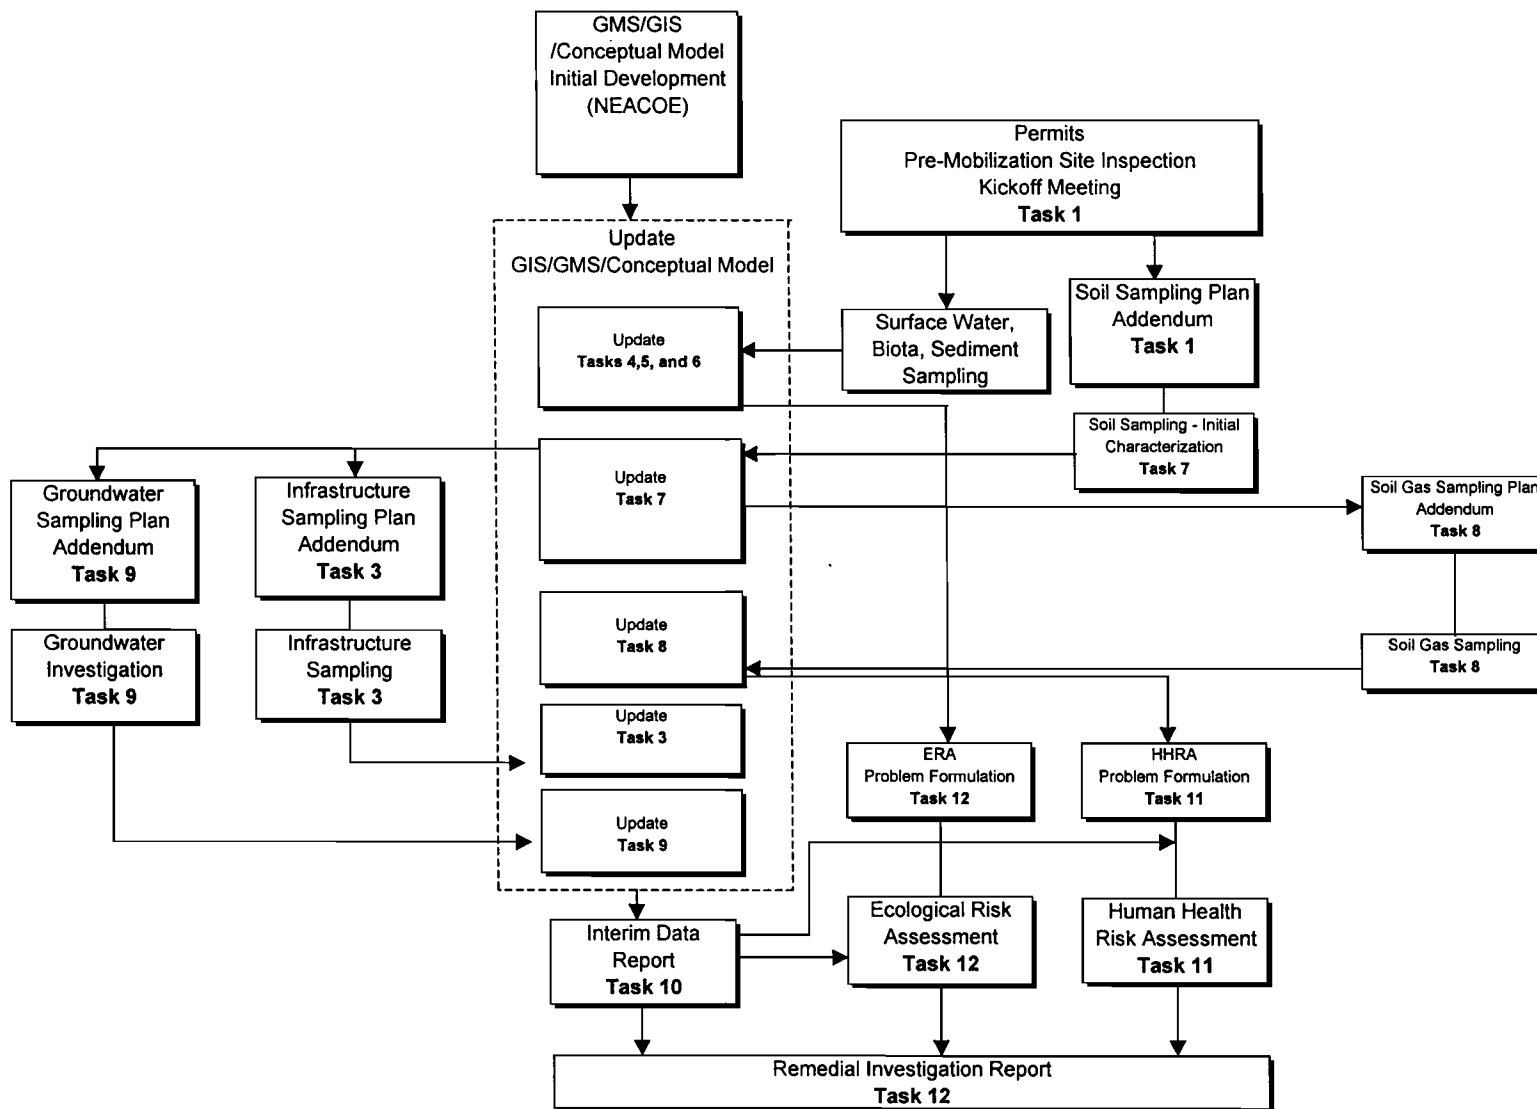 GMS/GIS
/Conceptual Model
Initial Development
(NEACOE)
Permits
Pre-Mobilization Site Inspection
Kickoff Meeting
Task 1
Update
GIS/GMS/Conceptual Model
Soil Sampling Plan
Addendum
Task 1
Surface Water,
Biota, Sediment
Sampling
Update
Tasks 4,5, and 6
Soil Sampling - Initial
Characterization
Task 7
Update
Task 7
Groundwater
Sampling Plan
Addendum
Task 9
Infrastructure
Sampling Plan
Addendum
Task 3
Soil Gas Sampling Plan
Addendum
Task 8
Groundwater
Investigation
Task 9
Infrastructure
Sampling
Task 3
Update
Task 8
Soil Gas Sampling
Task 8
Update
Task 3
ERA
Problem Formulation
Task 12
HHRA
Problem Formulation
Task 11
Update
Task 9
Interim Data
Report
Task 10
Ecological Risk
Assessment
Task 12
Human Health
Risk Assessment
Task 11
Remedial Investigation Report
Task 12